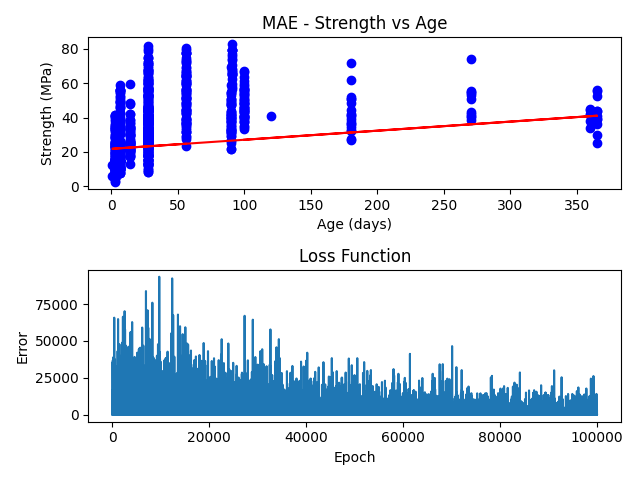 MAE - Strength vs Age
80
60
40
20
0
Strength (MPa)
0 50 100 150 200 250 300 350
Age (days)
Loss Function
75000
50000
25000
0
Error
0 20000 40000 60000 80000 100000
Epoch